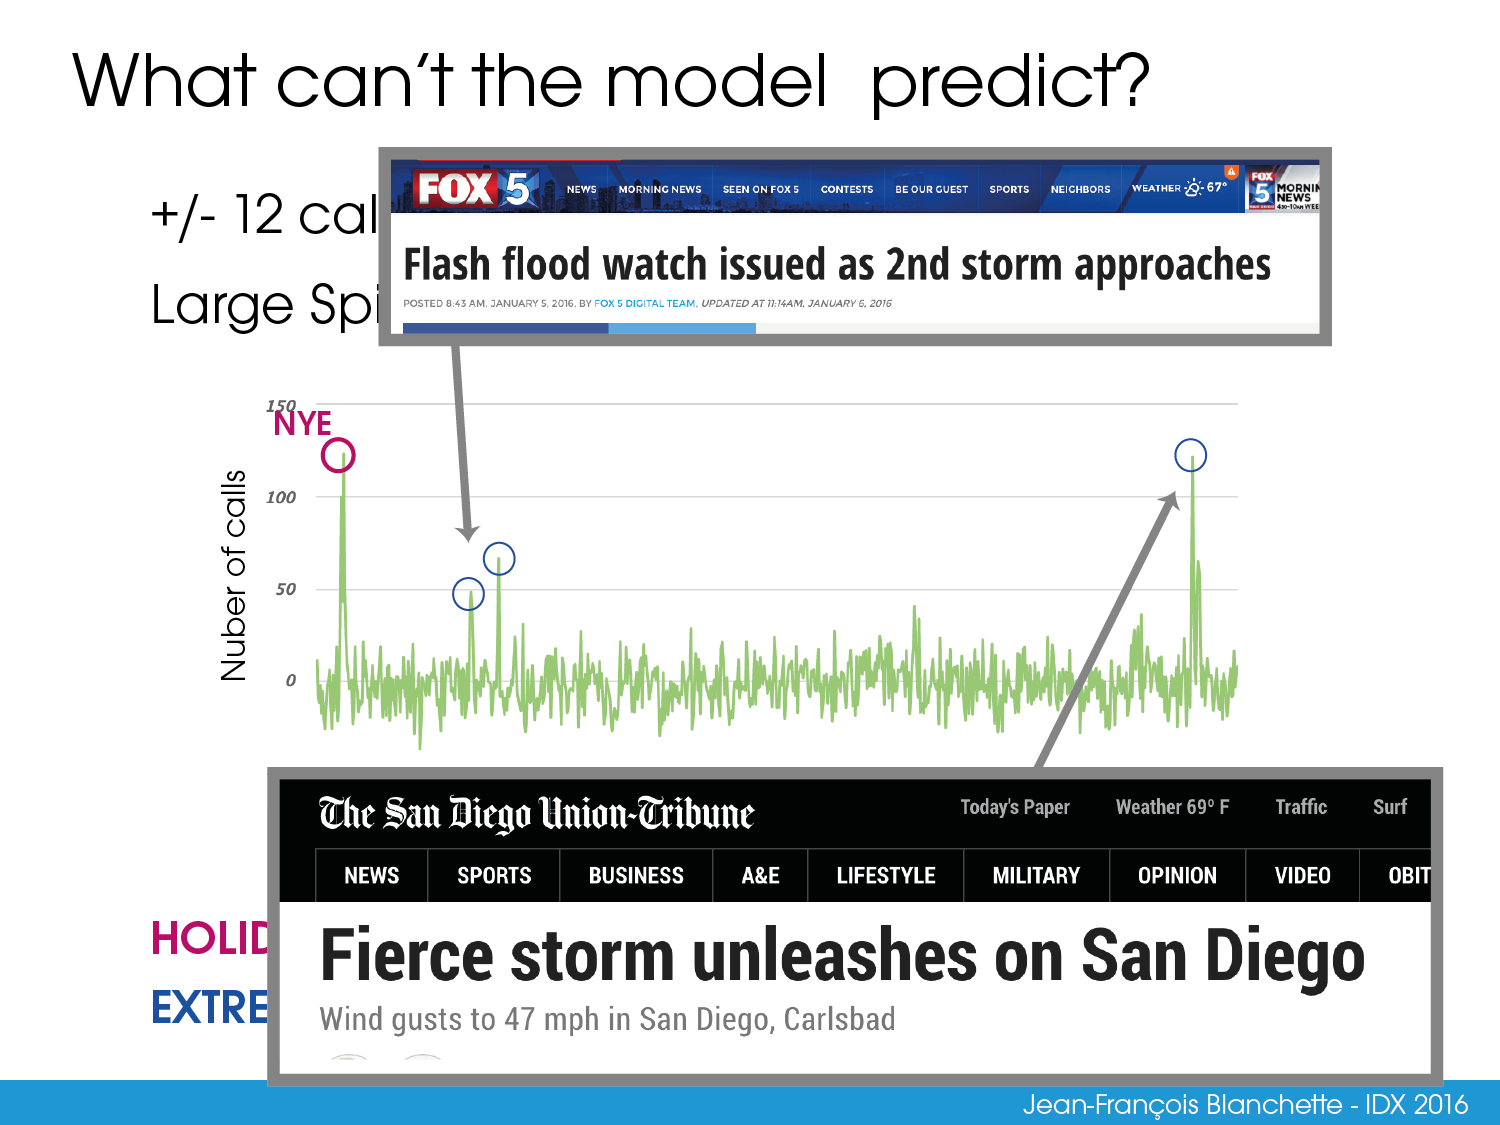 What can't the model predict?
+/- 12 cal
Large Spi
FOX 5 NEWS MORNING NEWS SEEN ON FOX 5 CONTESTS BE OUR GUEST SPORTS NEIGHBORS WEATHER 67° FOX 5 MORNIN NEWS 4:30-10AM WEE
Flash flood watch issued as 2nd storm approaches
POSTED 8:43 AM, JANUARY 5, 2016, BY FOX 5 DIGITAL TEAM, UPDATED AT 11:14AM, JANUARY 6, 2016
150
NYE
100
50
0
Nuber of calls
The San Diego Union-Tribune Today's Paper Weather 69° F Traffic Surf
NEWS SPORTS BUSINESS A&E LIFESTYLE MILITARY OPINION VIDEO OBIT
HOLID
Fierce storm unleashes on San Diego
EXTRE
Wind gusts to 47 mph in San Diego, Carlsbad
Jean-François Blanchette - IDX 2016